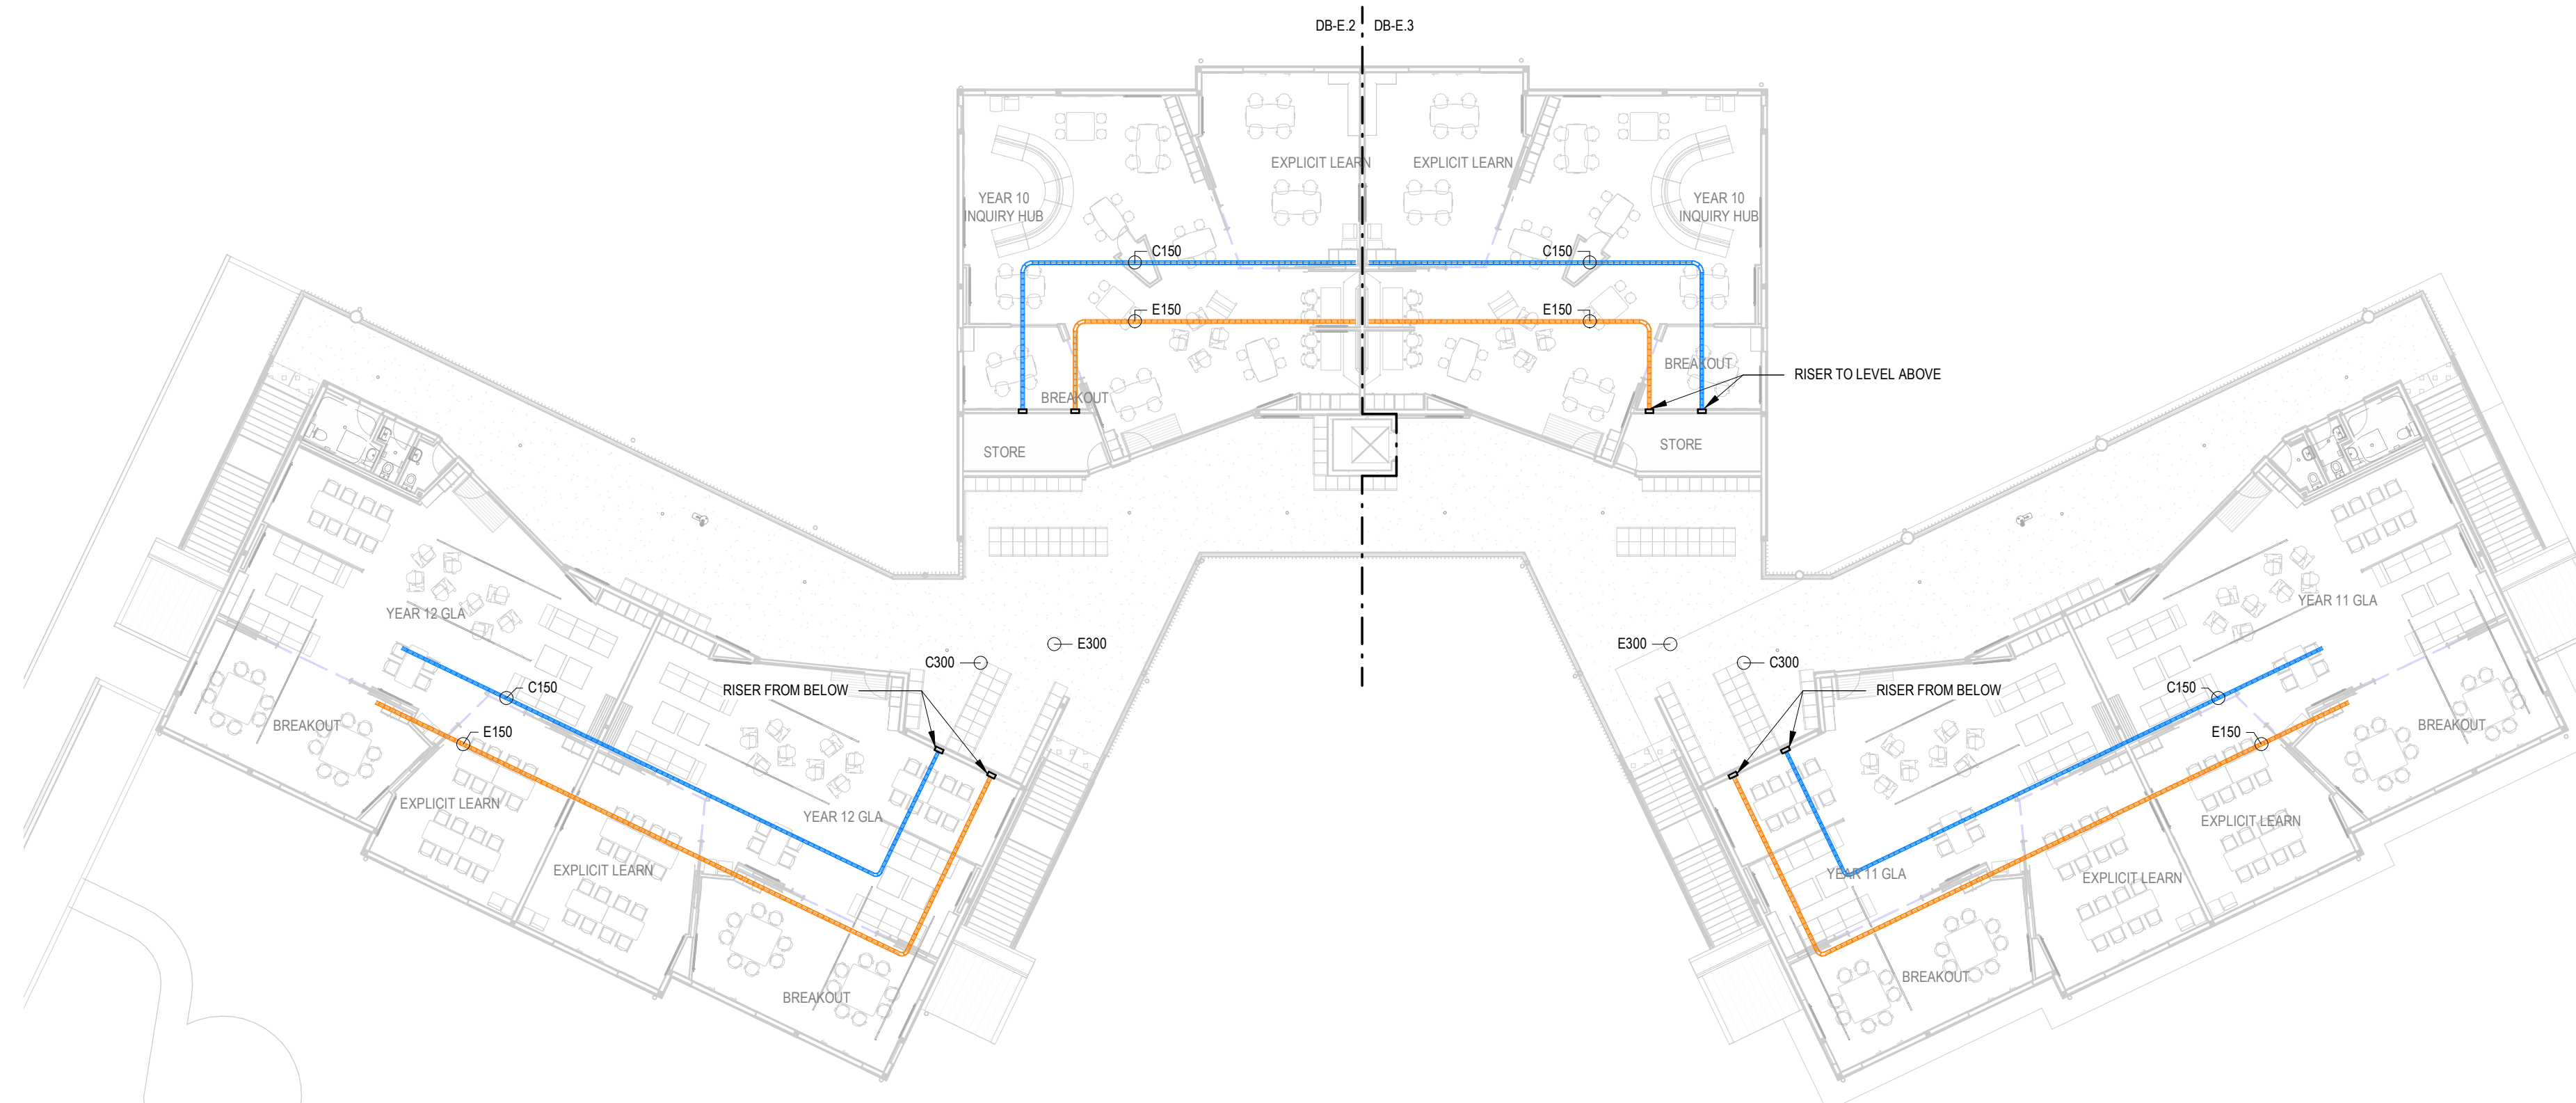 DB-E.2 DB-E.3
EXPLICIT LEARN EXPLICIT LEARN
YEAR 10
INQUIRY HUB
YEAR 10
INQUIRY HUB
C150 C150
E150 E150
BREAKOUT
RISER TO LEVEL ABOVE
BREAKOUT
STORE
STORE
YEAR 11 GLA
YEAR 12 GLA
E300 E300
C300 C300
C150 RISER FROM BELOW RISER FROM BELOW C150
BREAKOUT BREAKOUT
E150 E150
EXPLICIT LEARN
YEAR 12 GLA
EXPLICIT LEARN
EXPLICIT LEARN
YEAR 11 GLA
EXPLICIT LEARN
BREAKOUT
BREAKOUT